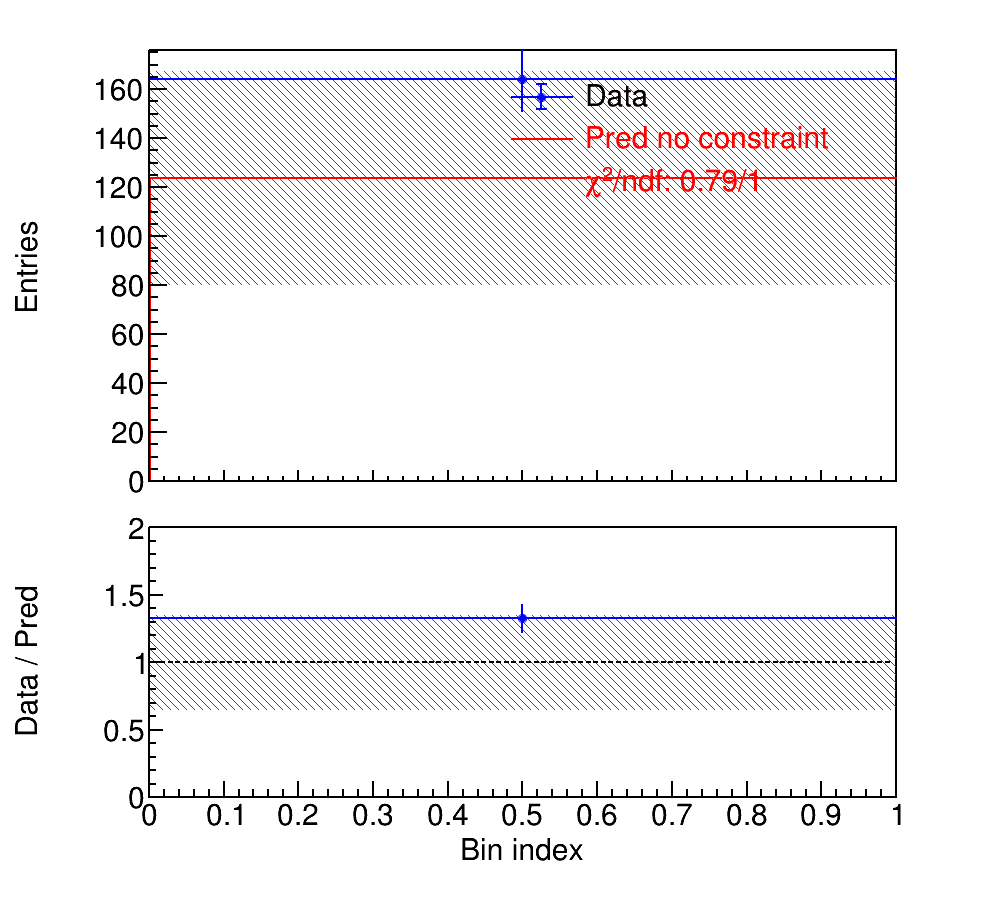 160
140
120
100
80
60
40
20
0
Entries
Data
Pred no constraint
χ²/ndf: 0.79/1
2
1.5
1
0.5
0
Data / Pred
0 0.1 0.2 0.3 0.4 0.5 0.6 0.7 0.8 0.9 1
Bin index